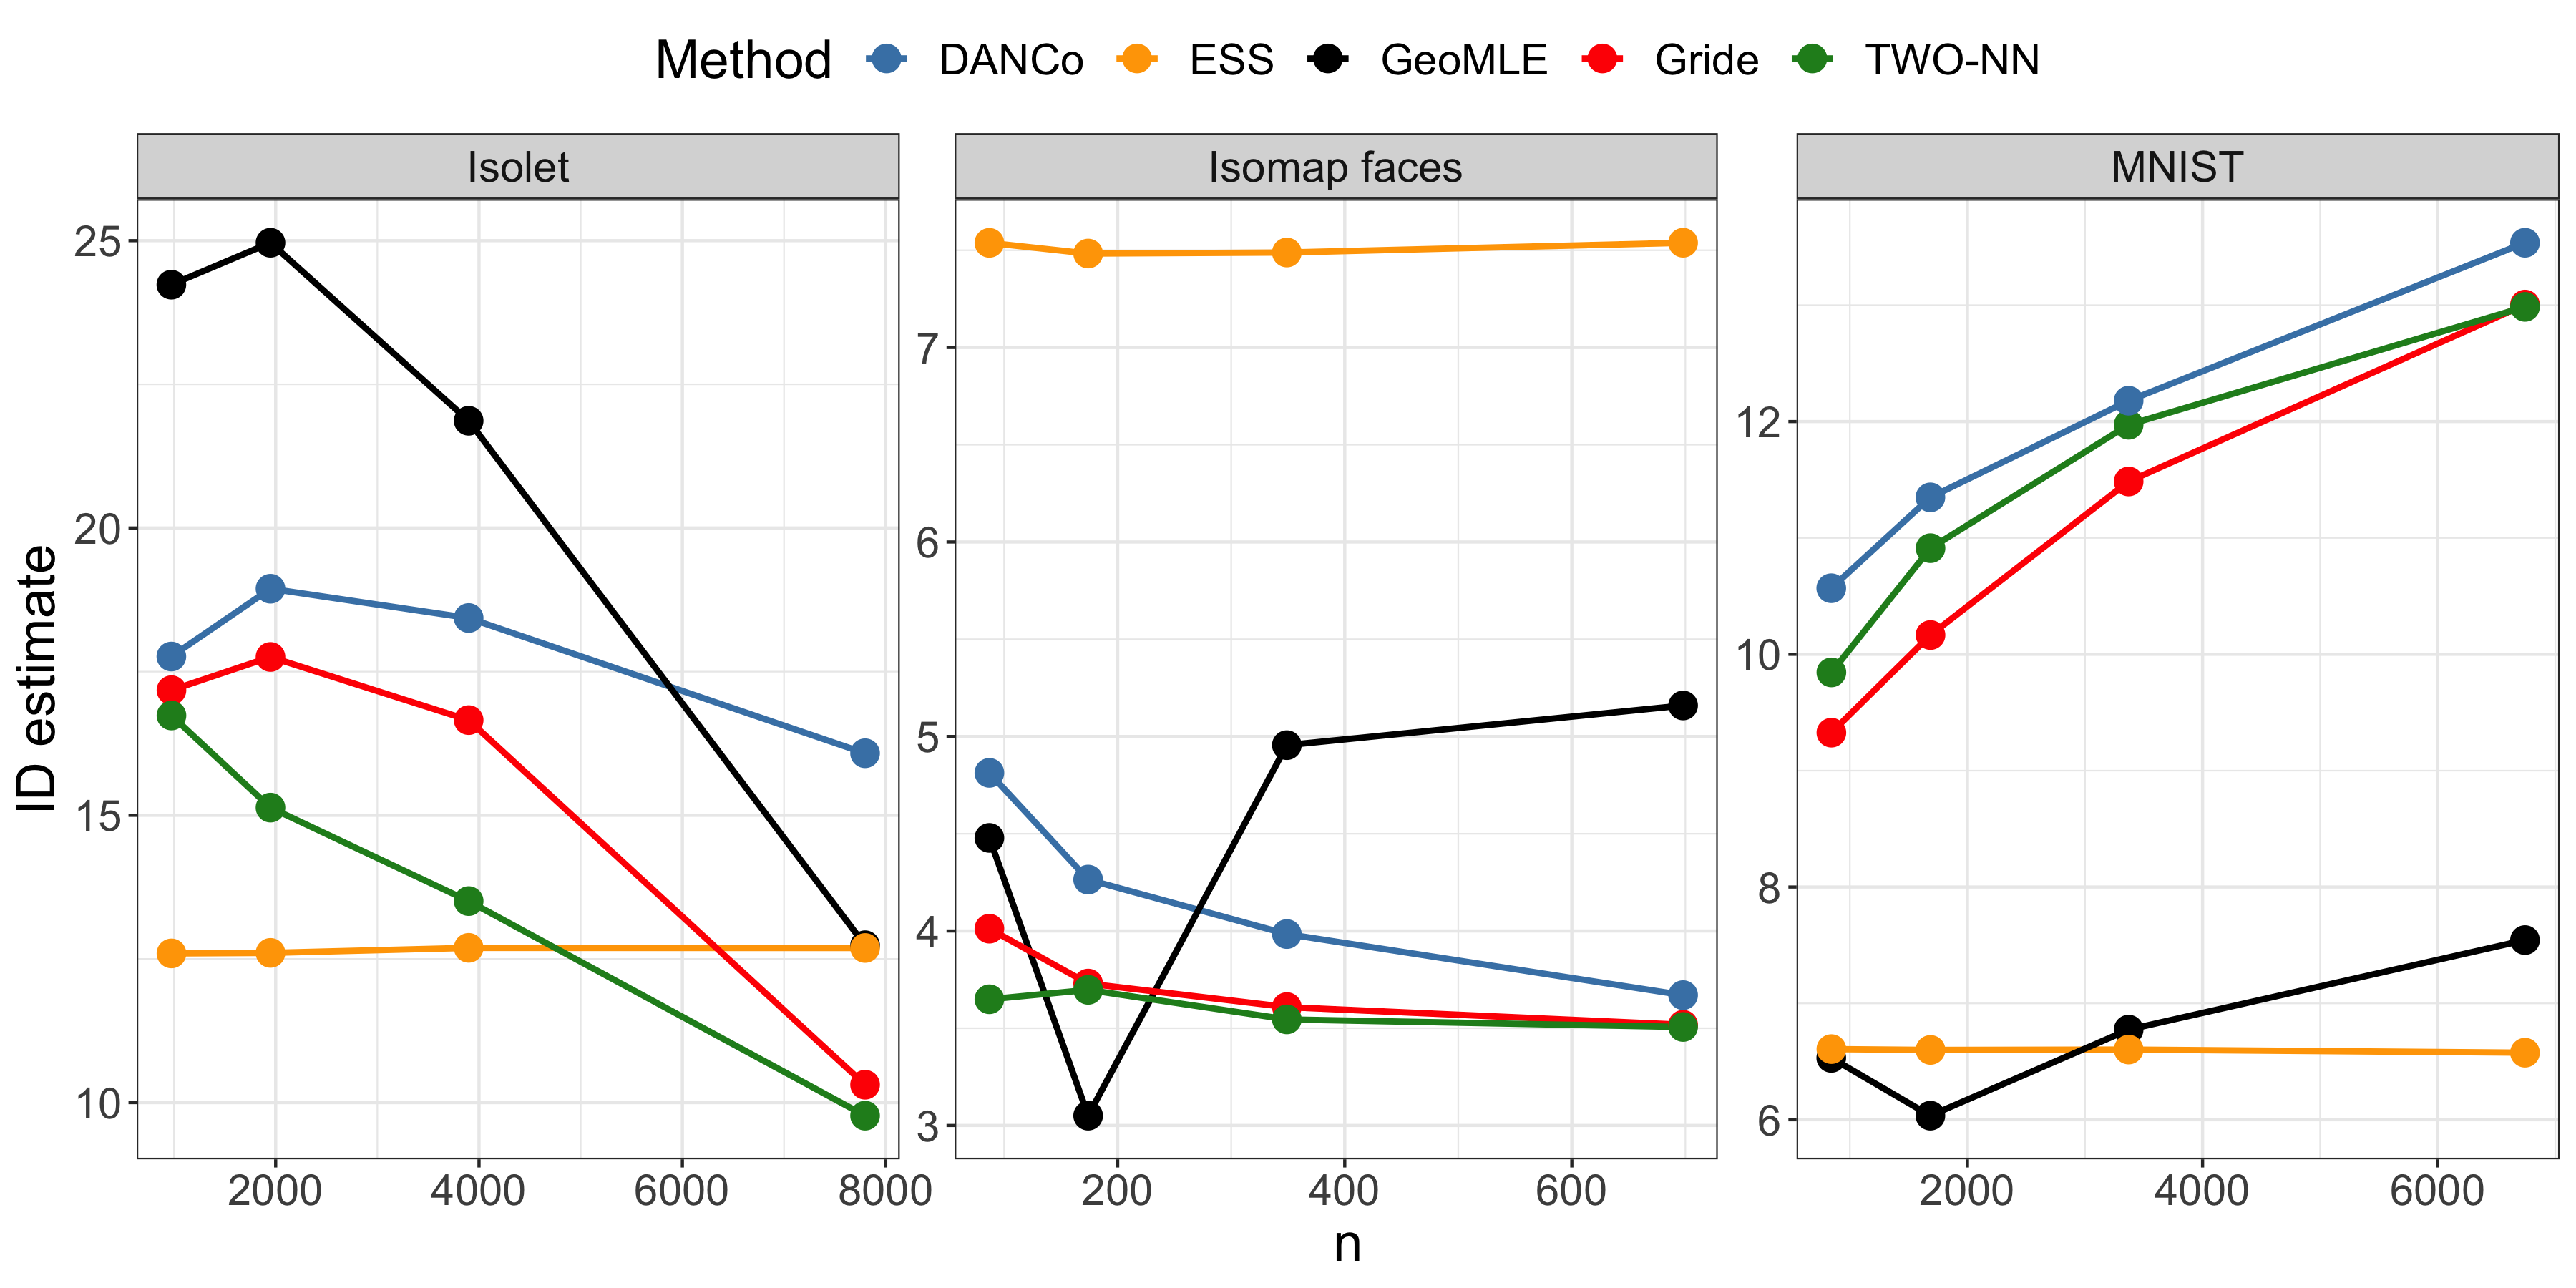 Method DANCo ESS GeoMLE Gride TWO-NN
Isolet Isomap faces MNIST
ID estimate
25
20
15
10
7
6
5
4
3
12
10
8
6
2000 4000 6000 8000 200 400 600 2000 4000 6000
n